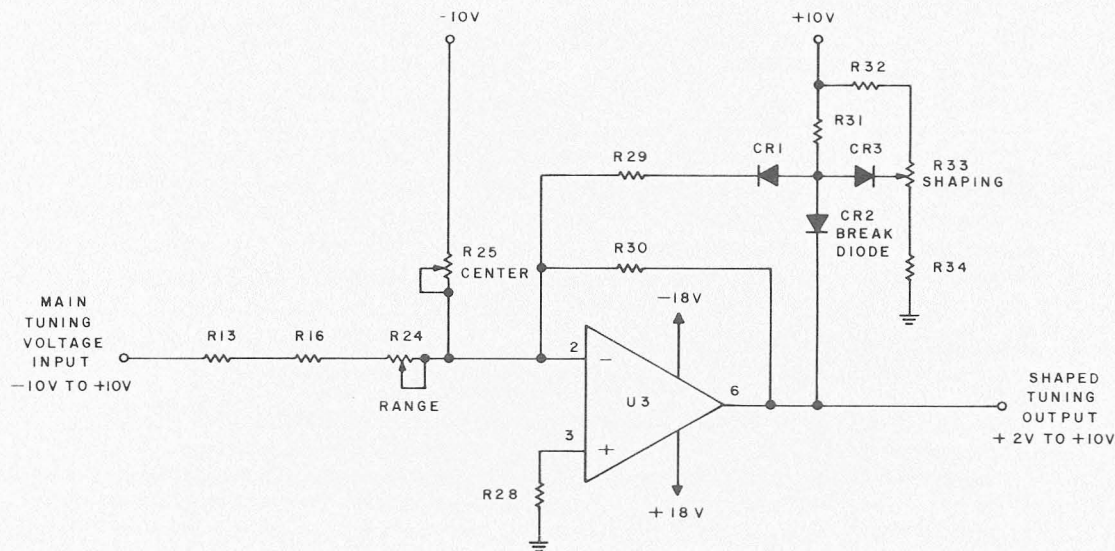 -10V
+10V
R32
R31
CR1
CR3
R29
R33
SHAPING
CR2
BREAK
DIODE
R25
CENTER
R30
R34
MAIN
TUNING
VOLTAGE
INPUT
-10V TO +10V
R13
R16
R24
RANGE
-18V
2
-
U3
6
3
+
+18V
R28
SHAPED
TUNING
OUTPUT
+ 2V TO +10V